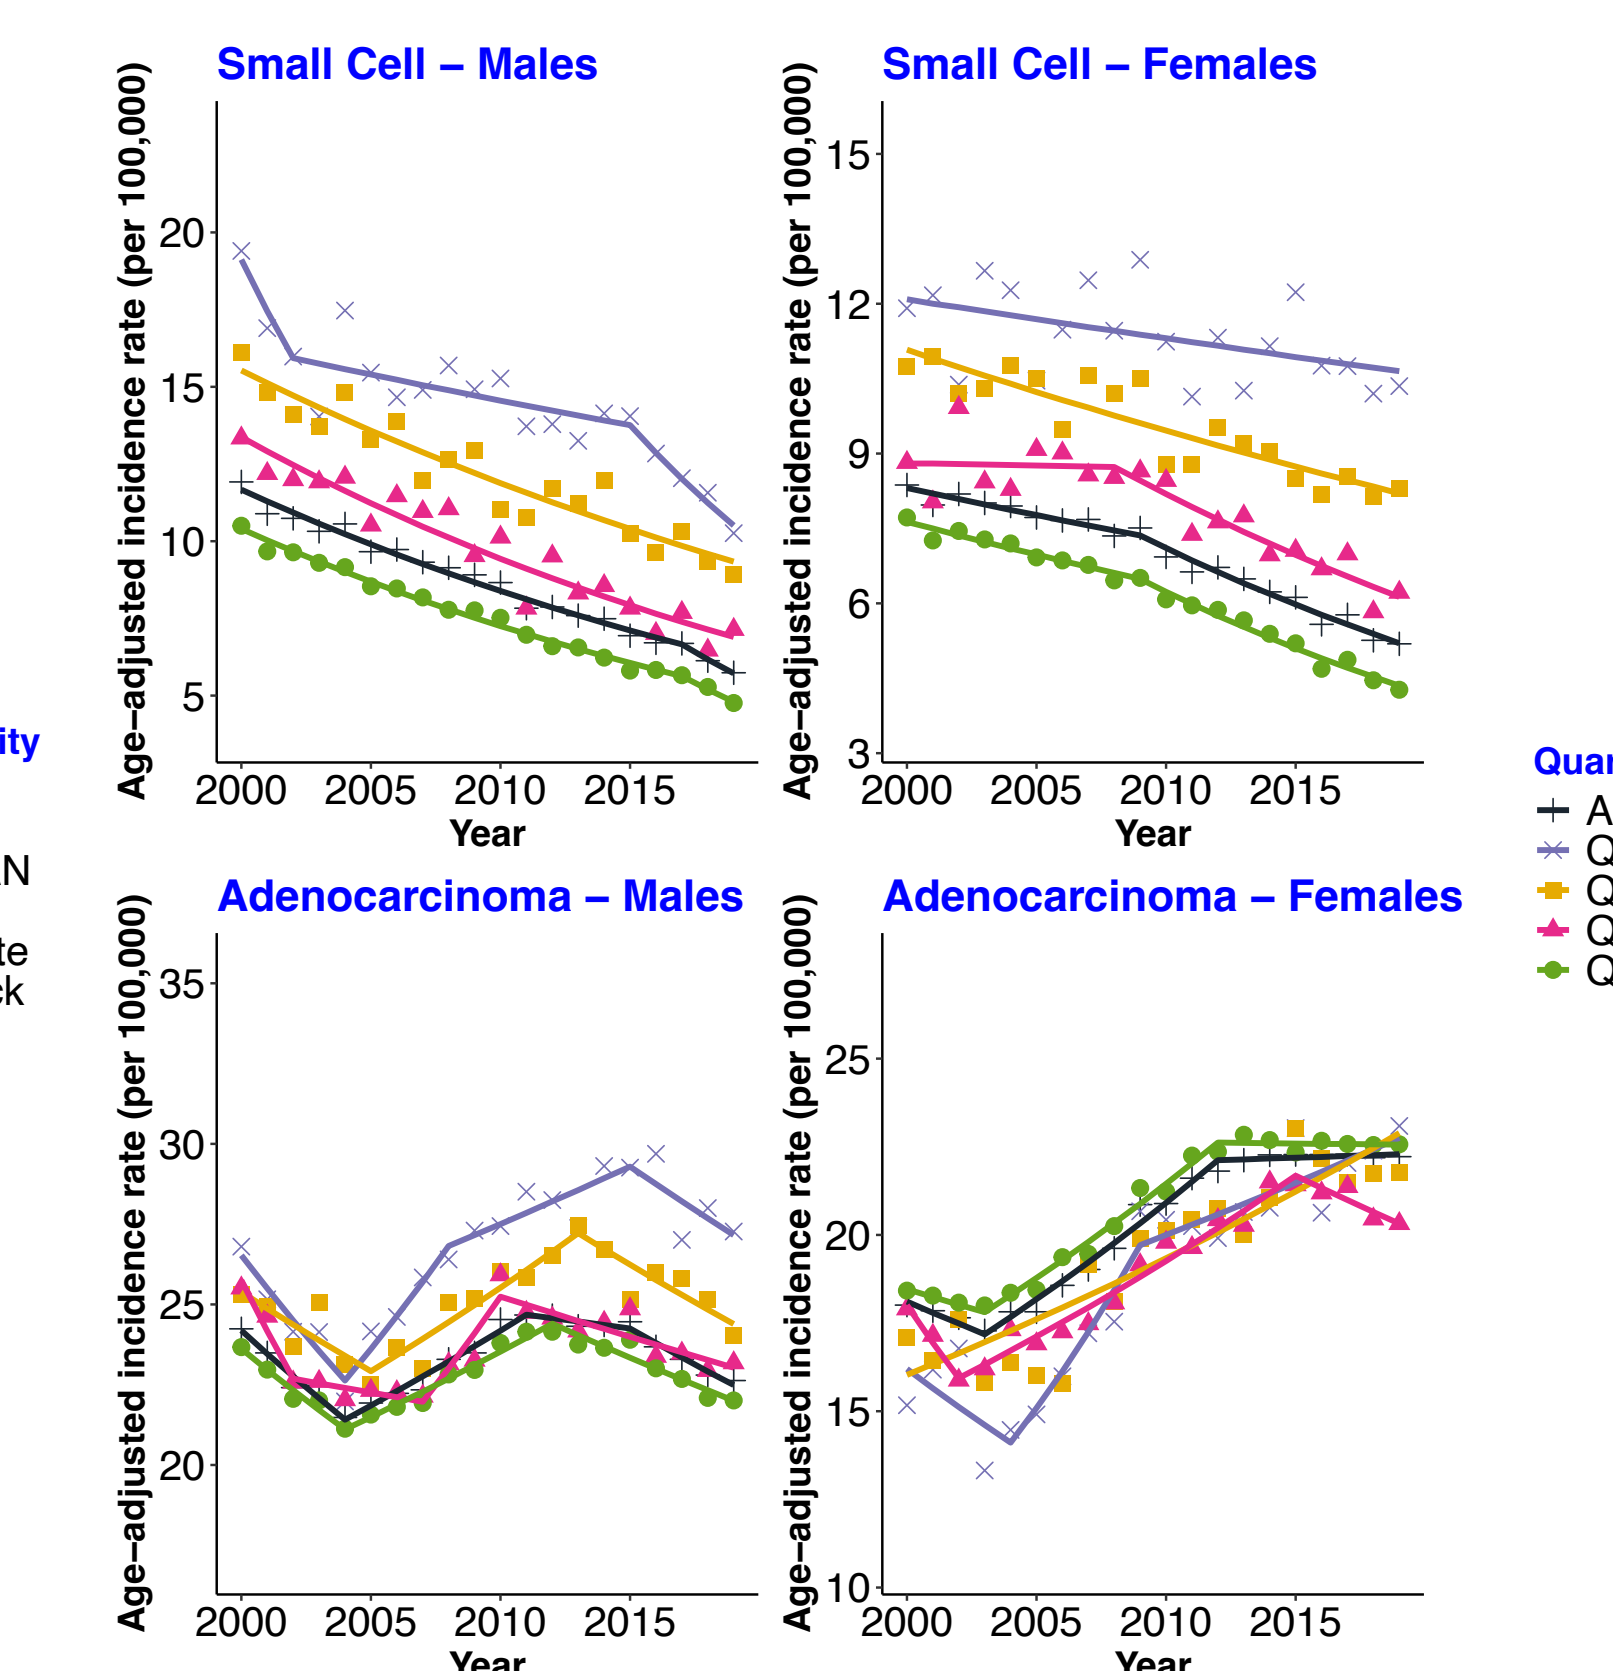 Small Cell – Males
Age–adjusted incidence rate (per 100,000)
20
15
10
5
2000 2005 2010 2015
Year
Small Cell – Females
Age–adjusted incidence rate (per 100,000)
15
12
9
6
3
2000 2005 2010 2015
Year
Adenocarcinoma – Males
Age–adjusted incidence rate (per 100,000)
35
30
25
20
2000 2005 2010 2015
Year
Adenocarcinoma – Females
Age–adjusted incidence rate (per 100,000)
25
20
15
10
2000 2005 2010 2015
Year
ity
N
te
ck
Quar
A
Q
Q
Q
Q